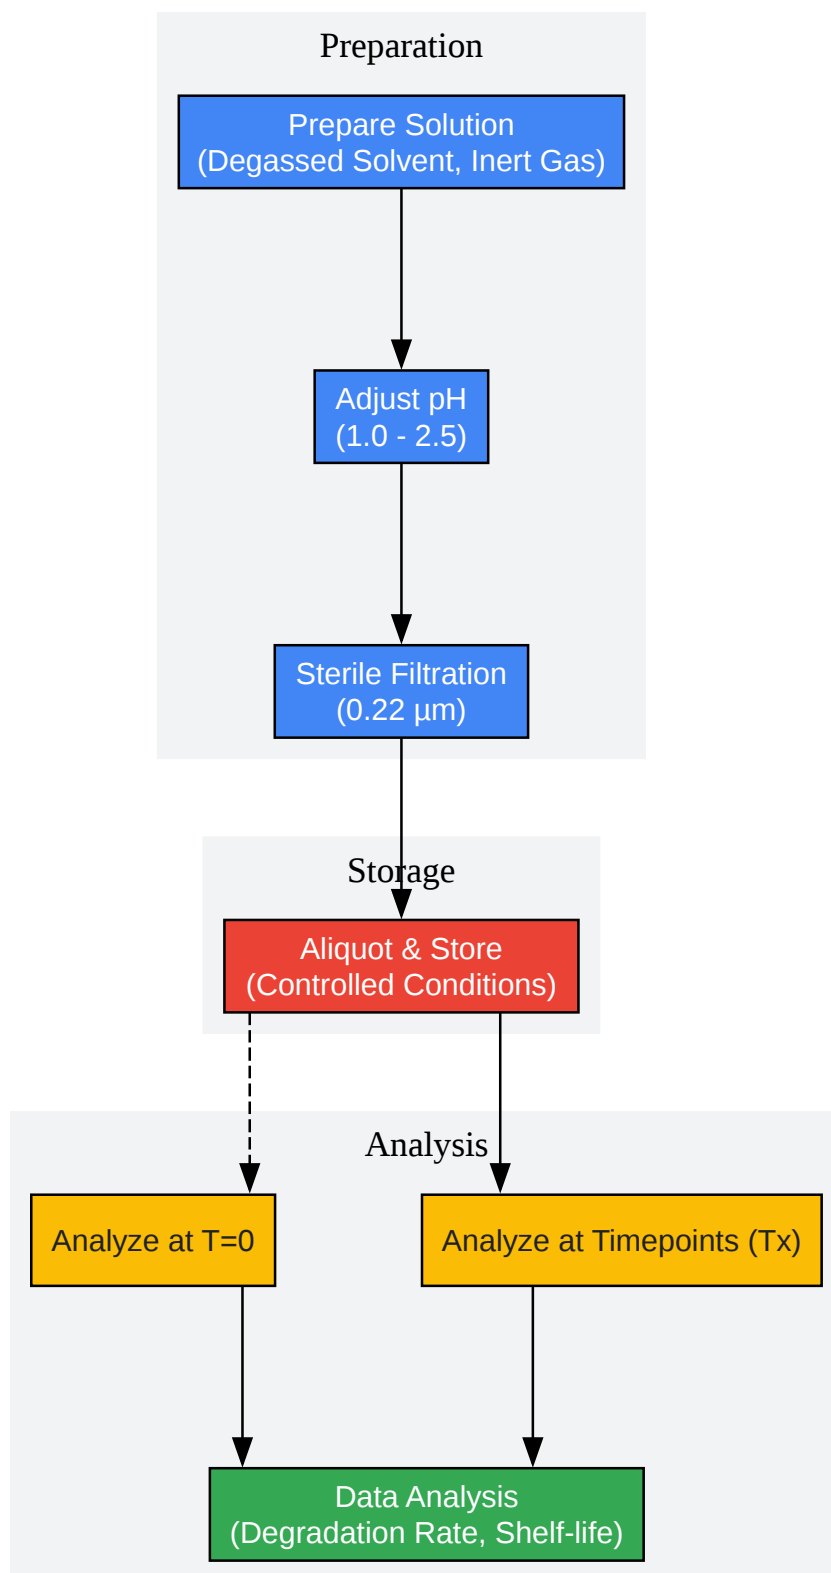 Preparation
Prepare Solution
(Degassed Solvent, Inert Gas)
Adjust pH
(1.0 - 2.5)
Sterile Filtration
(0.22 µm)
Storage
Aliquot & Store
(Controlled Conditions)
Analysis
Analyze at T=0
Analyze at Timepoints (Tx)
Data Analysis
(Degradation Rate, Shelf-life)